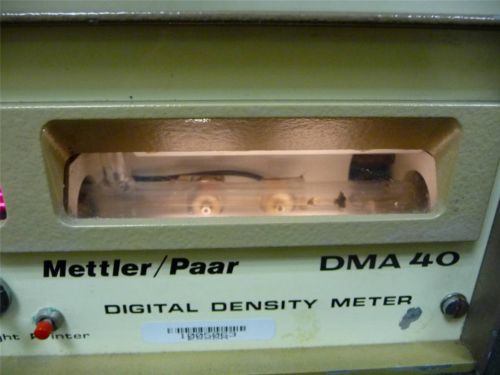 Mettler/Paar DMA 40
DIGITAL DENSITY METER